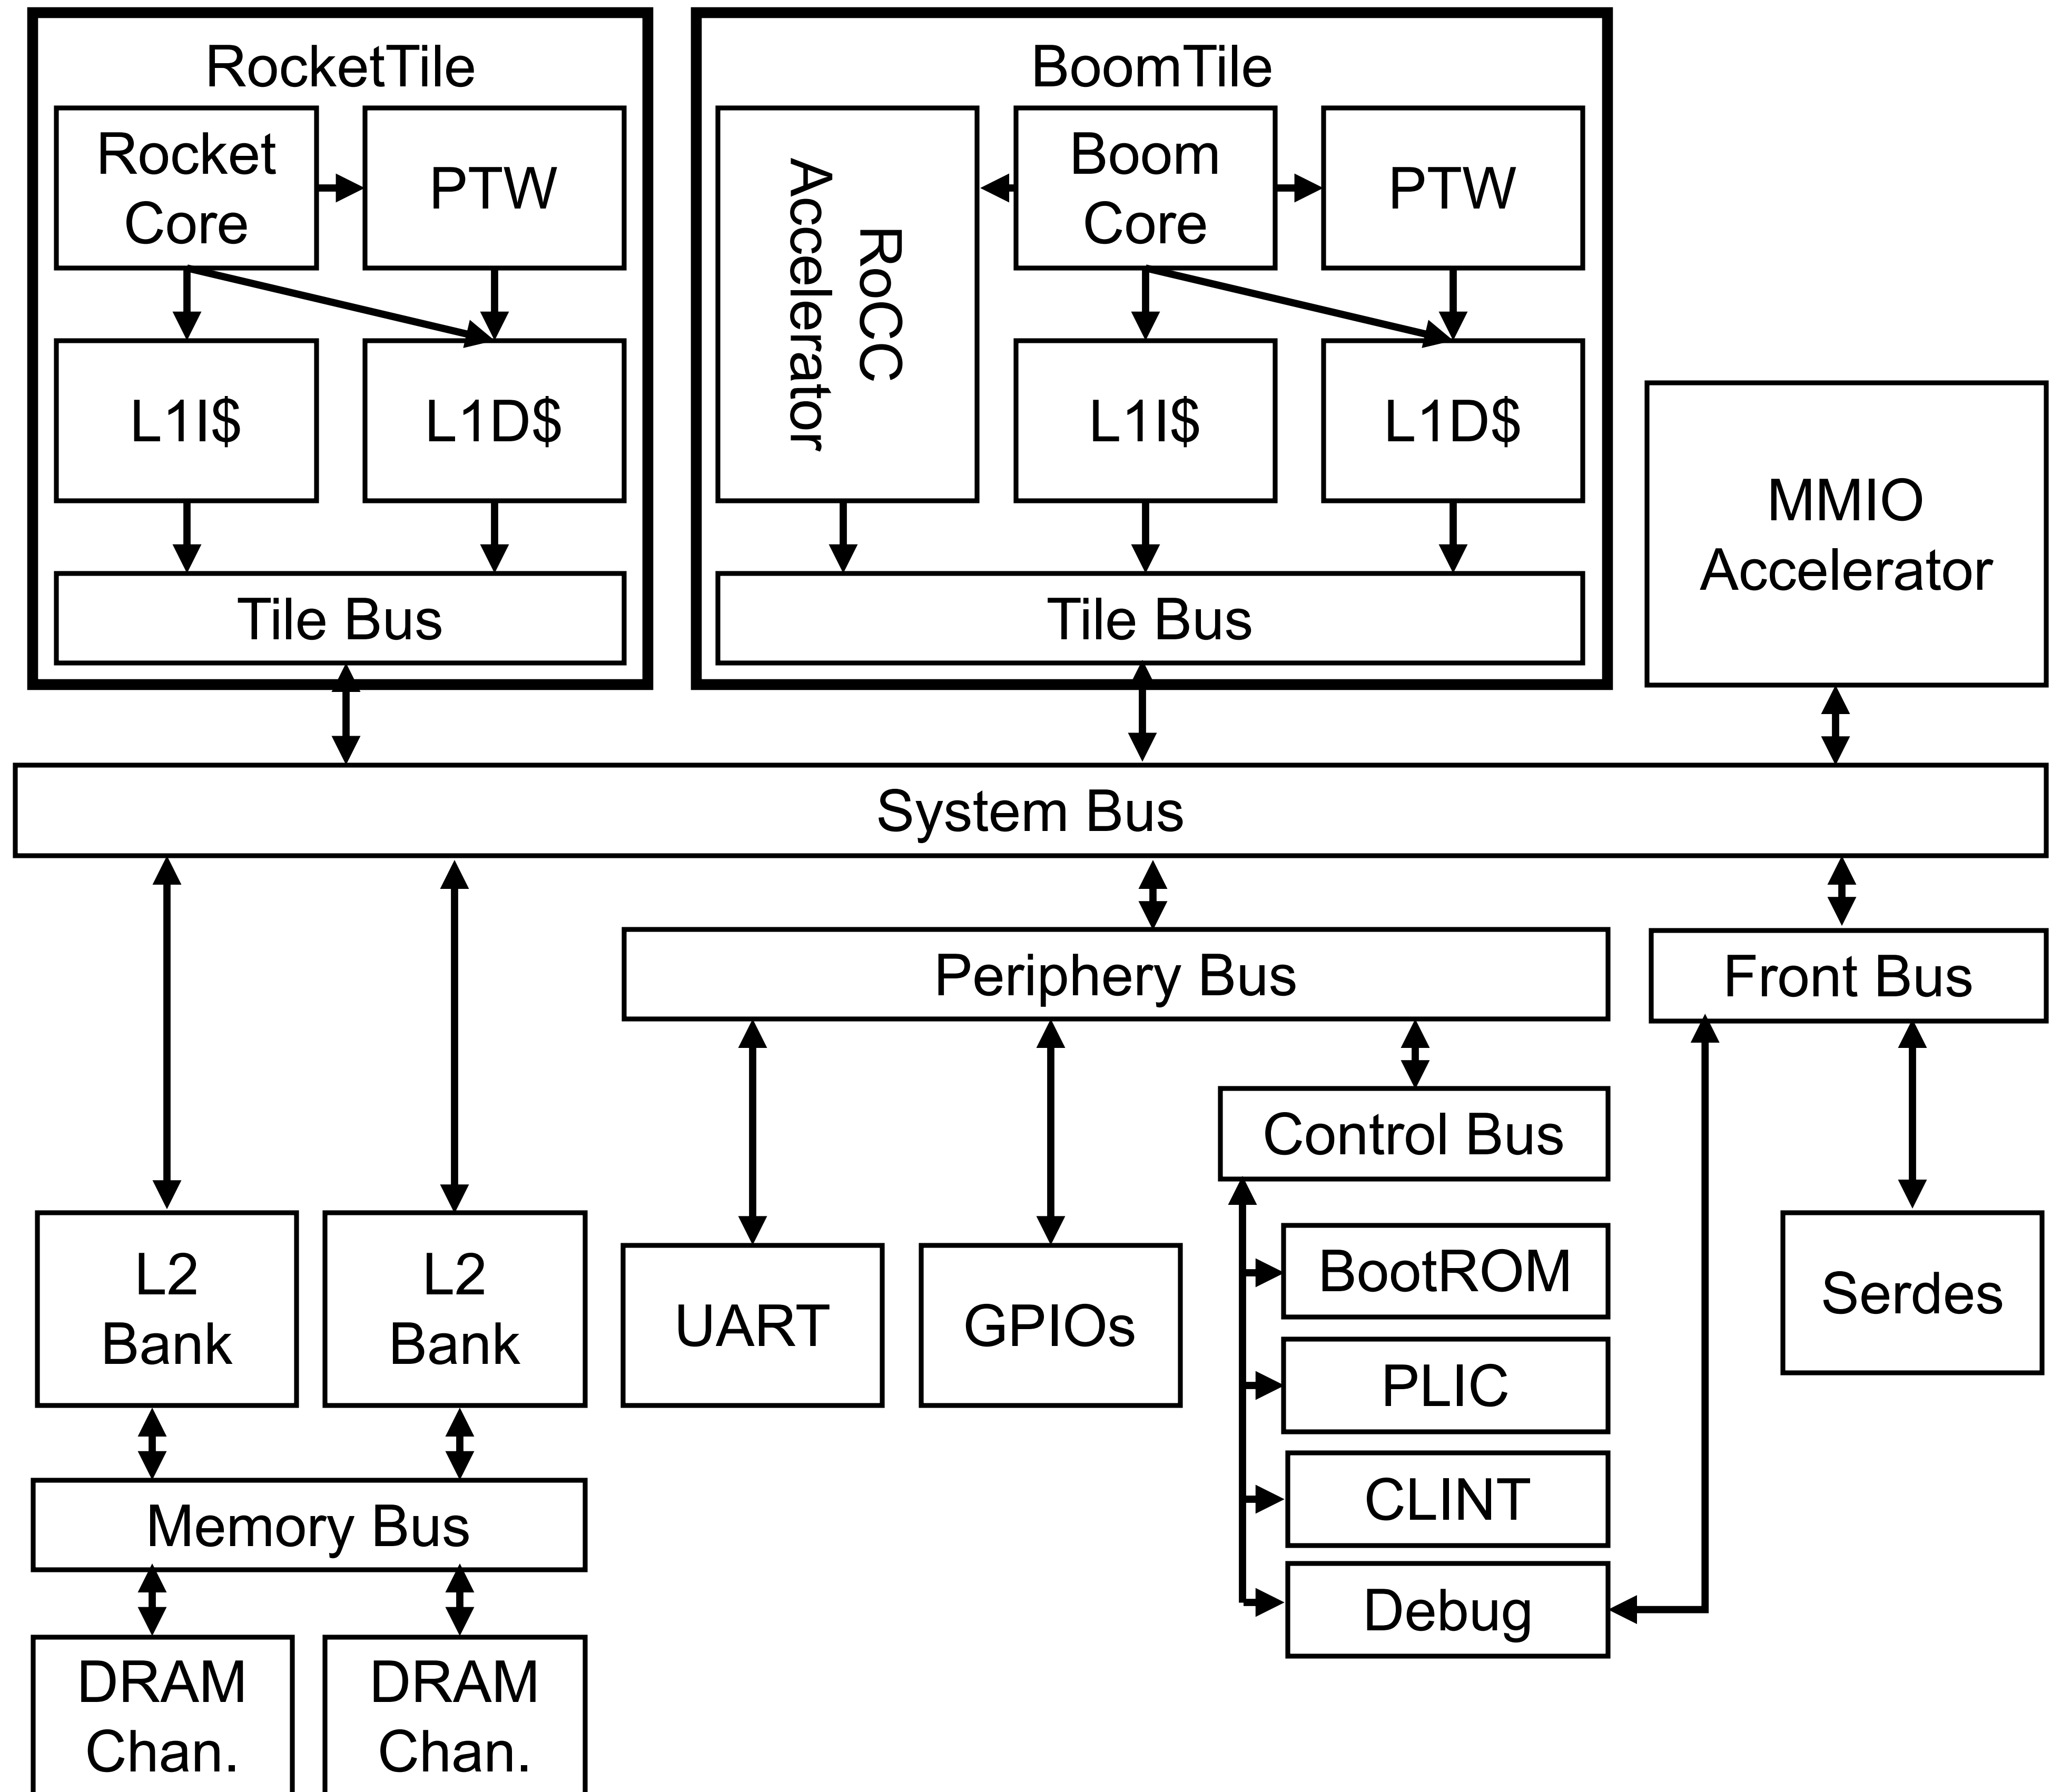 RocketTile
BoomTile
Rocket
Core
PTW
RoCC
Accelerator
Boom
Core
PTW
L1I$
L1D$
L1I$
L1D$
MMIO
Accelerator
Tile Bus
Tile Bus
System Bus
Periphery Bus
Front Bus
Control Bus
L2
Bank
L2
Bank
UART
GPIOs
BootROM
PLIC
CLINT
Debug
Serdes
Memory Bus
DRAM
Chan.
DRAM
Chan.